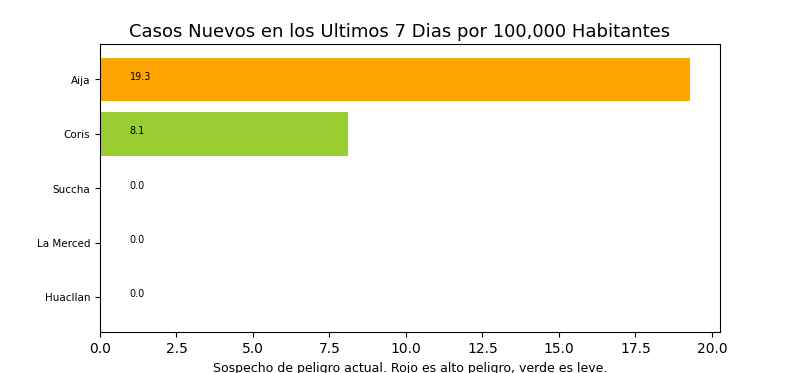 Casos Nuevos en los Ultimos 7 Dias por 100,000 Habitantes
Aija 19.3
Coris 8.1
Succha 0.0
La Merced 0.0
Huacllan 0.0
0.0 2.5 5.0 7.5 10.0 12.5 15.0 17.5 20.0
Sospecho de peligro actual. Rojo es alto peligro, verde es leve.